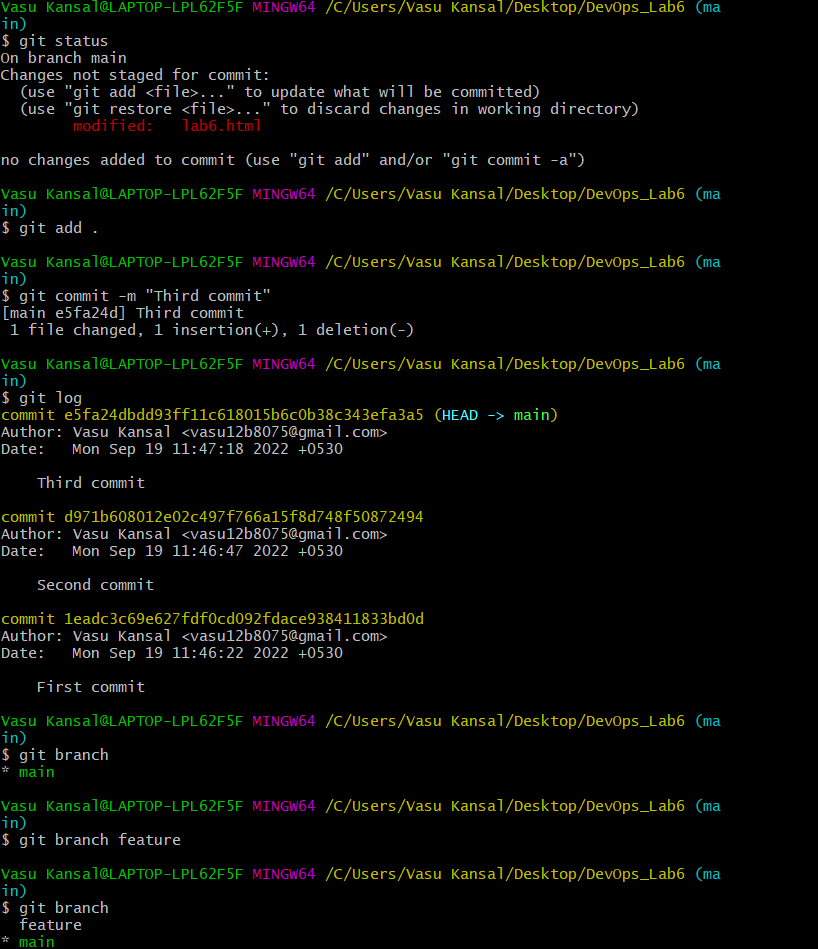 Vasu Kansal@LAPTOP-LPL62F5F MINGW64 /C/Users/Vasu Kansal/Desktop/DevOps_Lab6 (ma
in)
$ git status
On branch main
Changes not staged for commit:
  (use "git add <file>..." to update what will be committed)
  (use "git restore <file>..." to discard changes in working directory)
        modified:   lab6.html

no changes added to commit (use "git add" and/or "git commit -a")

Vasu Kansal@LAPTOP-LPL62F5F MINGW64 /C/Users/Vasu Kansal/Desktop/DevOps_Lab6 (ma
in)
$ git add .

Vasu Kansal@LAPTOP-LPL62F5F MINGW64 /C/Users/Vasu Kansal/Desktop/DevOps_Lab6 (ma
in)
$ git commit -m "Third commit"
[main e5fa24d] Third commit
 1 file changed, 1 insertion(+), 1 deletion(-)

Vasu Kansal@LAPTOP-LPL62F5F MINGW64 /C/Users/Vasu Kansal/Desktop/DevOps_Lab6 (ma
in)
$ git log
commit e5fa24dbdd93ff11c618015b6c0b38c343efa3a5 (HEAD -> main)
Author: Vasu Kansal <vasu12b8075@gmail.com>
Date:   Mon Sep 19 11:47:18 2022 +0530

    Third commit

commit d971b608012e02c497f766a15f8d748f50872494
Author: Vasu Kansal <vasu12b8075@gmail.com>
Date:   Mon Sep 19 11:46:47 2022 +0530

    Second commit

commit 1eadc3c69e627fdf0cd092fdace938411833bd0d
Author: Vasu Kansal <vasu12b8075@gmail.com>
Date:   Mon Sep 19 11:46:22 2022 +0530

    First commit

Vasu Kansal@LAPTOP-LPL62F5F MINGW64 /C/Users/Vasu Kansal/Desktop/DevOps_Lab6 (ma
in)
$ git branch
* main

Vasu Kansal@LAPTOP-LPL62F5F MINGW64 /C/Users/Vasu Kansal/Desktop/DevOps_Lab6 (ma
in)
$ git branch feature

Vasu Kansal@LAPTOP-LPL62F5F MINGW64 /C/Users/Vasu Kansal/Desktop/DevOps_Lab6 (ma
in)
$ git branch
  feature
* main